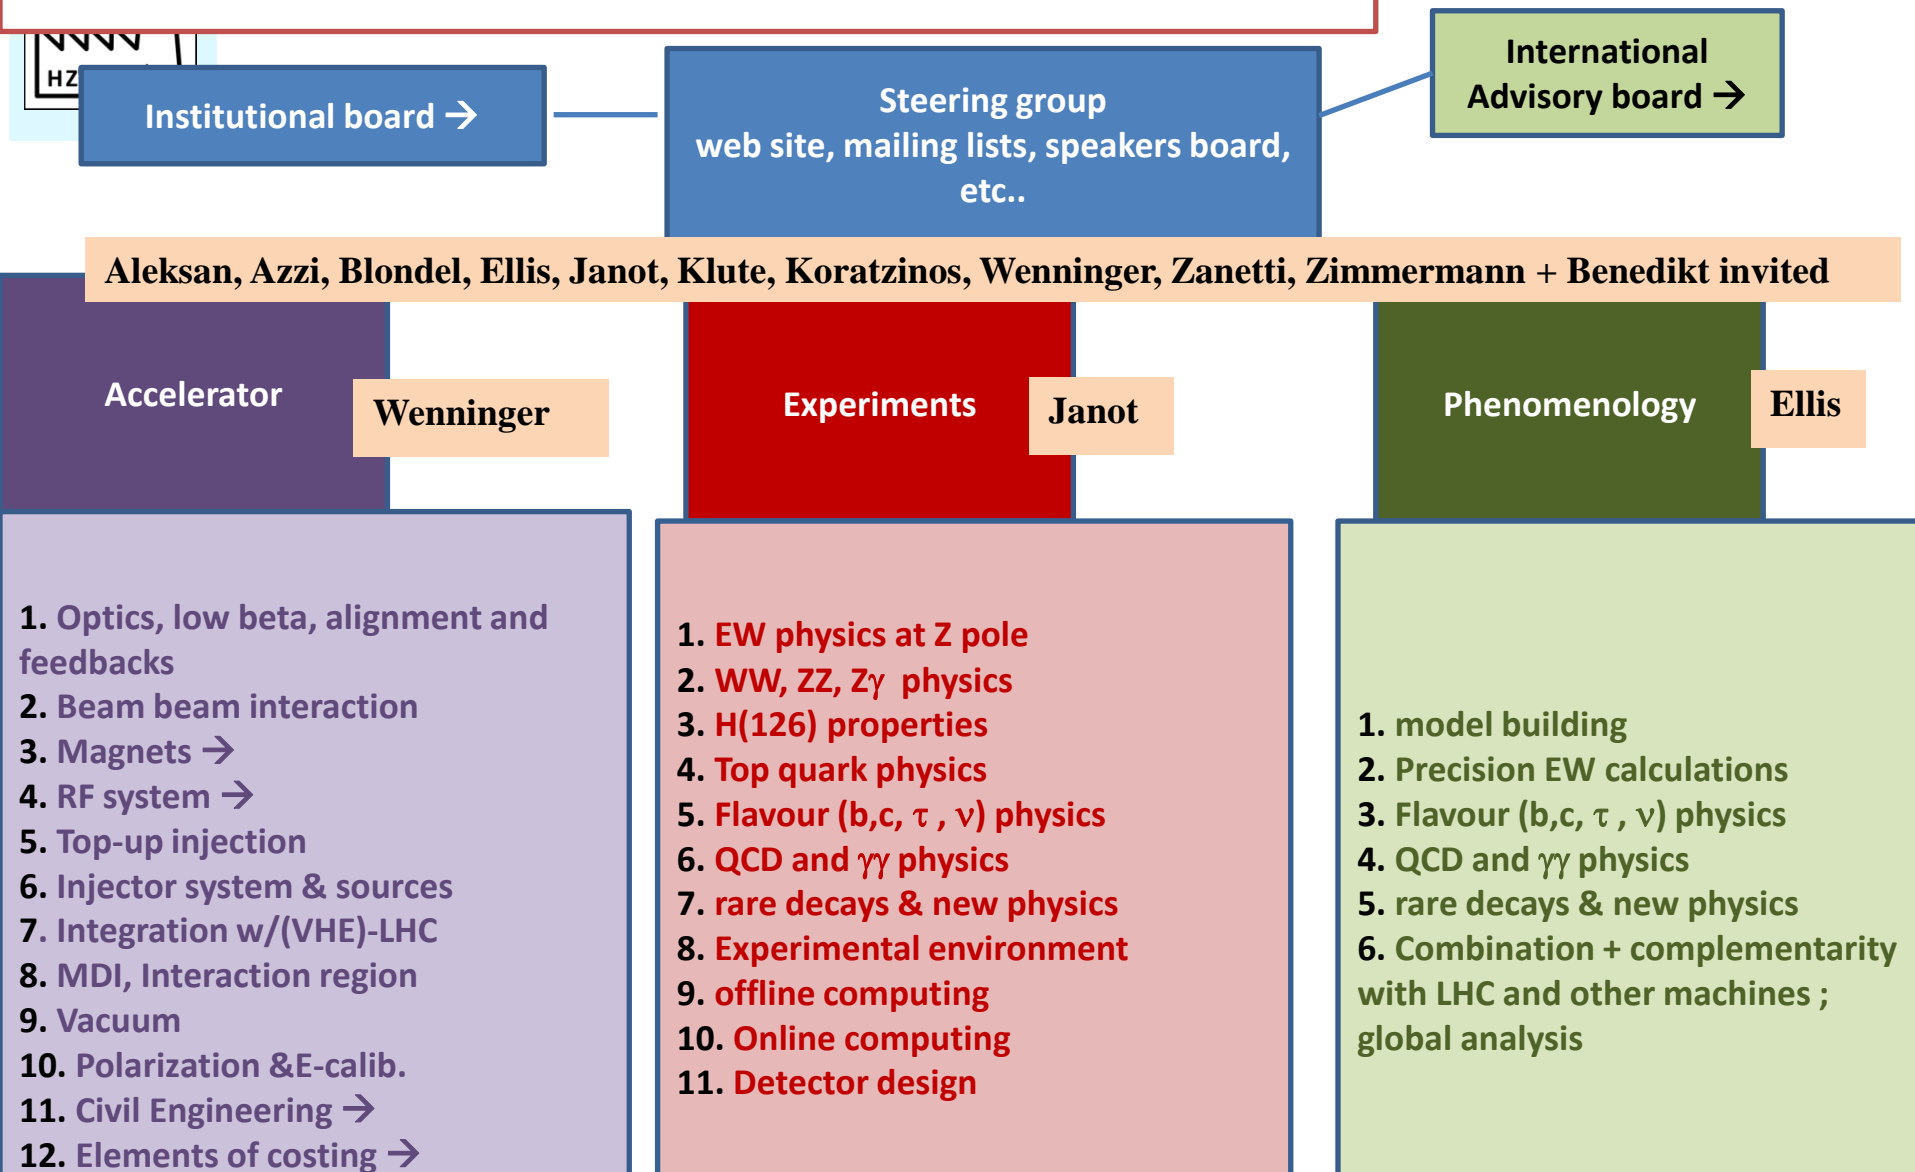 HZ
Institutional board →
Steering group
web site, mailing lists, speakers board,
etc..
International
Advisory board →
Aleksan, Azzi, Blondel, Ellis, Janot, Klute, Koratzinos, Wenninger, Zanetti, Zimmermann + Benedikt invited
Accelerator
Wenninger
Experiments
Janot
Phenomenology
Ellis
1. Optics, low beta, alignment and
feedbacks
2. Beam beam interaction
3. Magnets →
4. RF system →
5. Top-up injection
6. Injector system & sources
7. Integration w/(VHE)-LHC
8. MDI, Interaction region
9. Vacuum
10. Polarization &E-calib.
11. Civil Engineering →
12. Elements of costing →
1. EW physics at Z pole
2. WW, ZZ, Zγ physics
3. H(126) properties
4. Top quark physics
5. Flavour (b,c, τ , ν) physics
6. QCD and γγ physics
7. rare decays & new physics
8. Experimental environment
9. offline computing
10. Online computing
11. Detector design
1. model building
2. Precision EW calculations
3. Flavour (b,c, τ , ν) physics
4. QCD and γγ physics
5. rare decays & new physics
6. Combination + complementarity
with LHC and other machines ;
global analysis